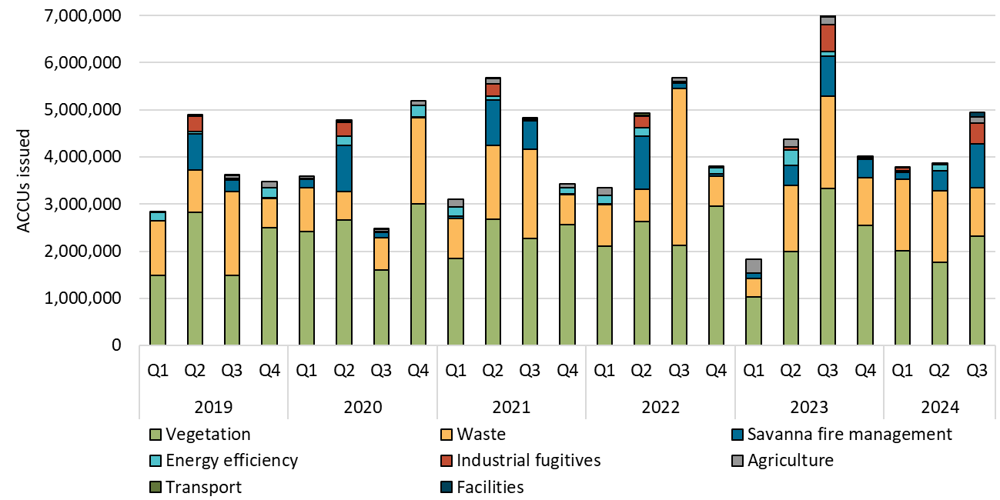 7,000,000
6,000,000
5,000,000
4,000,000
3,000,000
2,000,000
1,000,000
0
ACCUs issued
Q1 Q2 Q3 Q4 Q1 Q2 Q3 Q4 Q1 Q2 Q3 Q4 Q1 Q2 Q3 Q4 Q1 Q2 Q3 Q4 Q1 Q2 Q3
2019 2020 2021 2022 2023 2024
Vegetation Waste Savanna fire management
Energy efficiency Industrial fugitives Agriculture
Transport Facilities